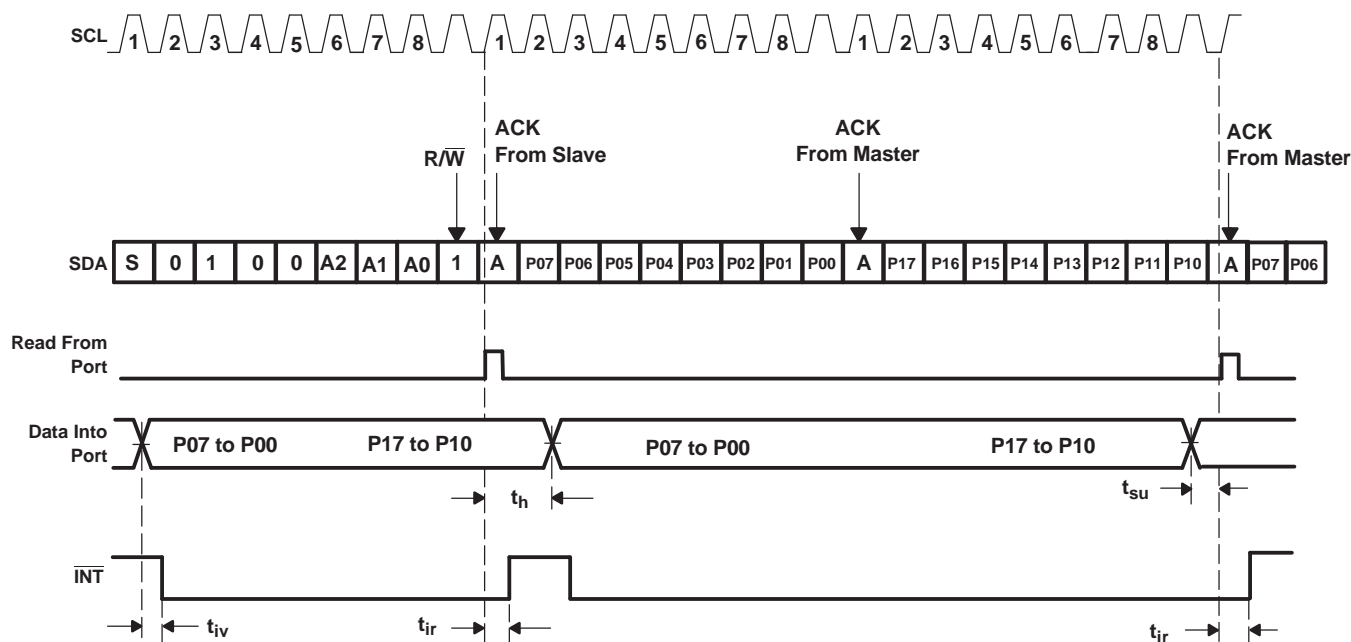 SCL 1 2 3 4 5 6 7 8 1 2 3 4 5 6 7 8 1 2 3 4 5 6 7 8
R/W̅
ACK
From Slave
ACK
From Master
ACK
From Master
SDA S 0 1 0 0 A2 A1 A0 1 A P07 P06 P05 P04 P03 P02 P01 P00 A P17 P16 P15 P14 P13 P12 P11 P10 A P07 P06
Read From
Port
Data Into
Port
P07 to P00 P17 to P10 P07 to P00 P17 to P10
th tsu
I̅N̅T̅
tiv tir tir